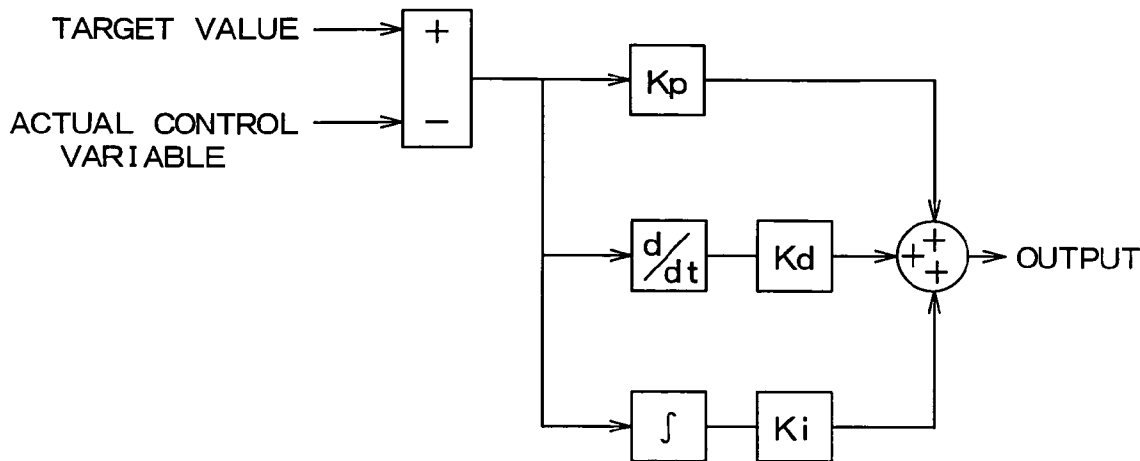 TARGET VALUE
+
Kp
ACTUAL CONTROL
VARIABLE
−
d/dt
Kd
+
+
+
OUTPUT
∫
Ki